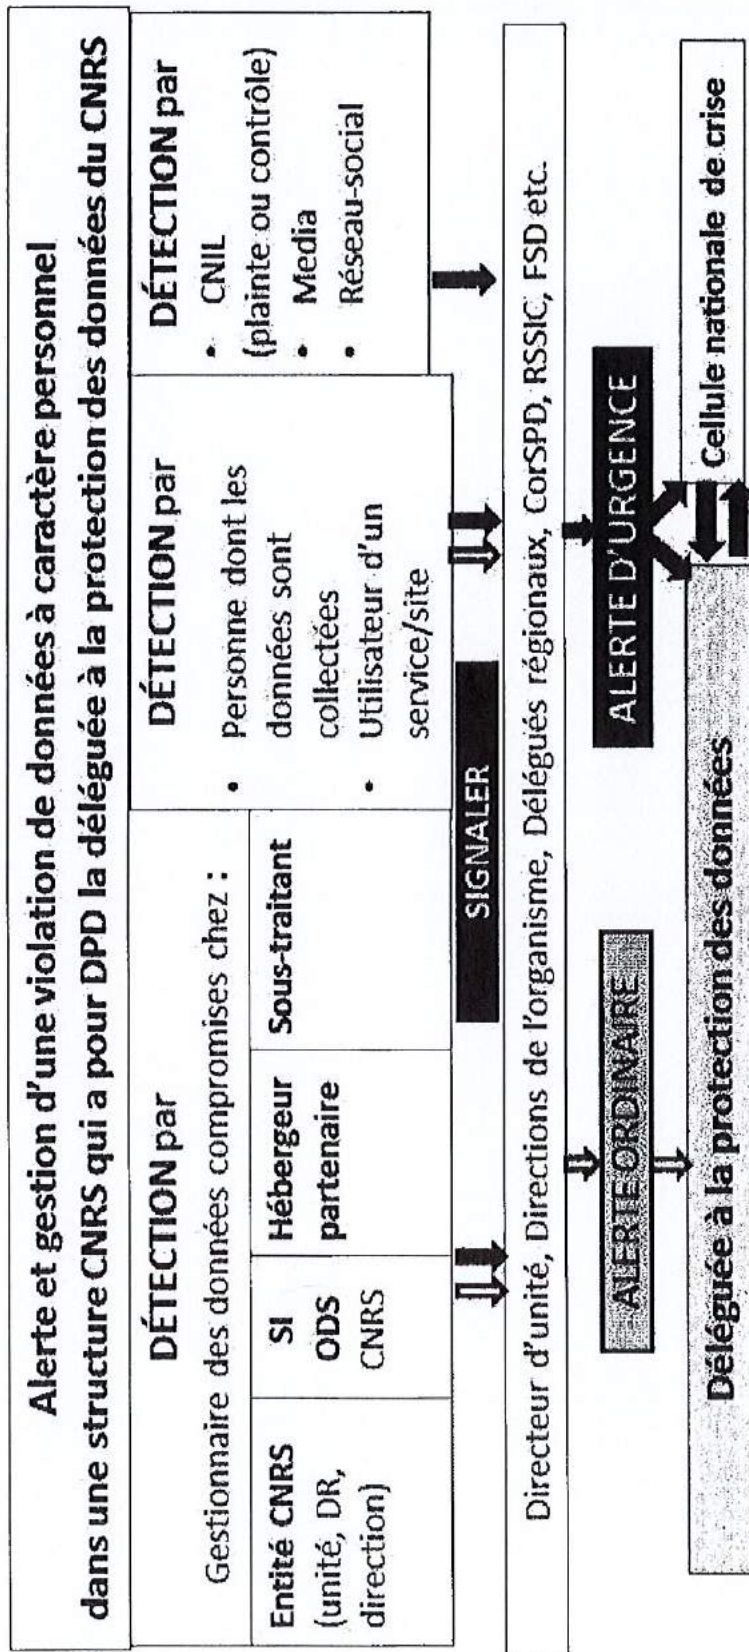 Alerte et gestion d'une violation de données à caractère personnel
dans une structure CNRS qui a pour DPD la déléguée à la protection des données du CNRS
DÉTECTION par
Gestionnaire des données compromises chez :
Entité CNRS
(unité, DR,
direction)
SI
ODS
CNRS
Hébergeur
partenaire
Sous-traitant
DÉTECTION par
• Personne dont les
données sont
collectées
• Utilisateur d'un
service/site
DÉTECTION par
• CNIL
(plainte ou contrôle)
• Media
• Réseau-social
SIGNALER
Directeur d'unité, Directions de l'organisme, Délégués régionaux, CorSPD, RSSIC, FSD etc.
ALERTE ORDINAIRE
ALERTE D'URGENCE
Déléguée à la protection des données
Cellule nationale de crise